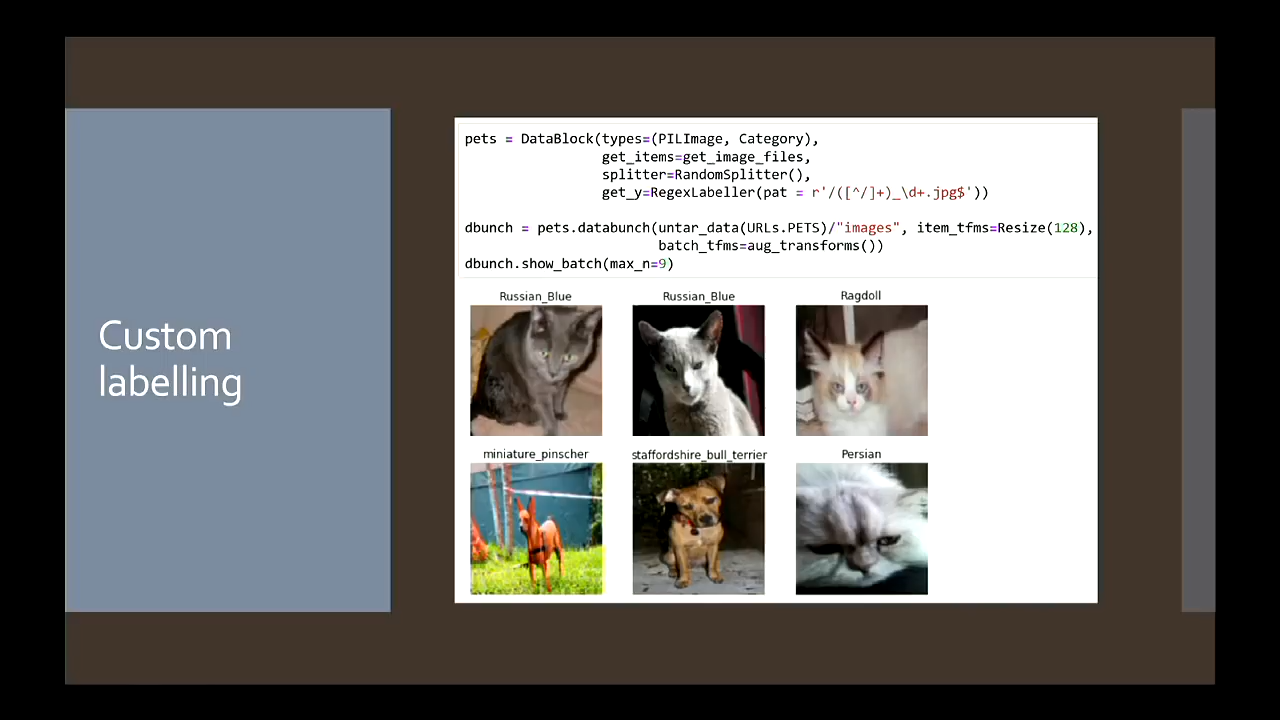 Custom
labelling
pets = DataBlock(types=(PILImage, Category),
get_items=get_image_files,
splitter=RandomSplitter(),
get_y=RegexLabeller(pat = r'/([^/]+)_\d+.jpg$'))
dbunch = pets.databunch(untar_data(URLs.PETS)/"images", item_tfms=Resize(128),
batch_tfms=aug_transforms())
dbunch.show_batch(max_n=9)
Russian_Blue
Russian_Blue
Ragdoll
miniature_pinscher
staffordshire_bull_terrier
Persian